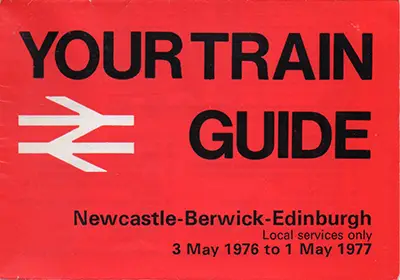 YOUR TRAIN
GUIDE
Newcastle-Berwick-Edinburgh
Local services only
3 May 1976 to 1 May 1977